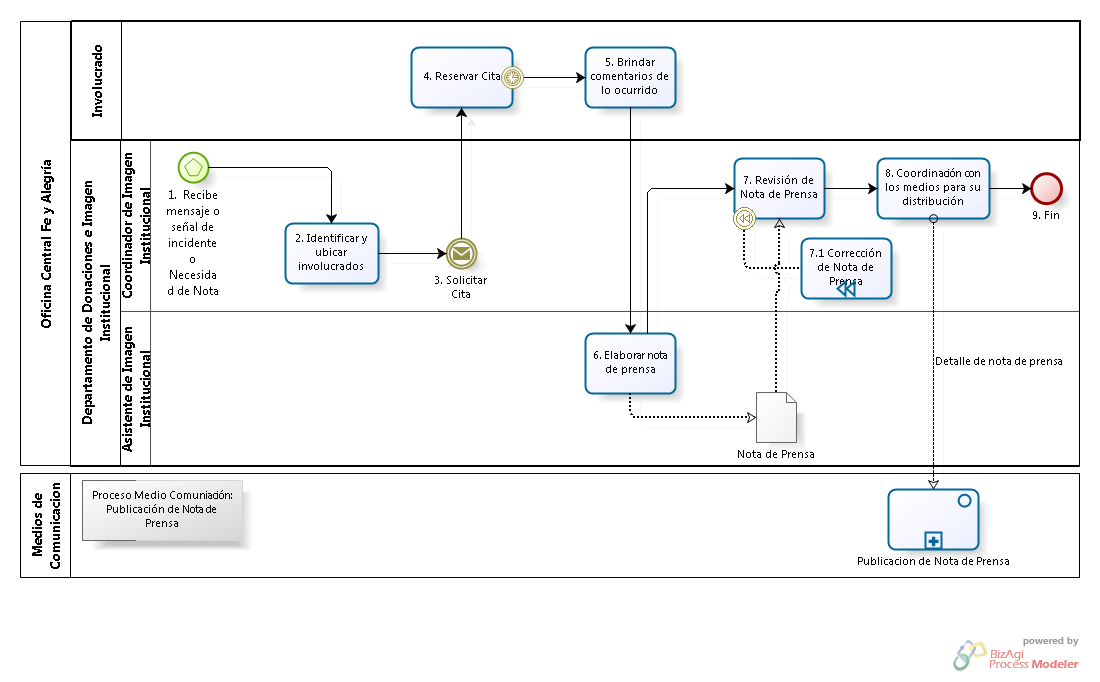 Oficina Central Fe y Alegría
Involucrado
4. Reservar Cita
5. Brindar
comentarios de
lo ocurrido
Departamento de Donaciones e Imagen
Institucional
Coordinador de Imagen
Institucional
1. Recibe
mensaje o
señal de
incidente
o
Necesida
d de Nota
2. Identificar y
ubicar
involucrados
3. Solicitar
Cita
7. Revisión de
Nota de Prensa
8. Coordinación con
los medios para su
distribución
9. Fin
7.1 Corrección
de Nota de
Prensa
Asistente de Imagen
Institucional
6. Elaborar nota
de prensa
Nota de Prensa
Detalle de nota de prensa
Medios de
Comunicacion
Proceso Medio Comuniación:
Publicación de Nota de
Prensa
Publicacion de Nota de Prensa
powered by
BizAgi
Process Modeler